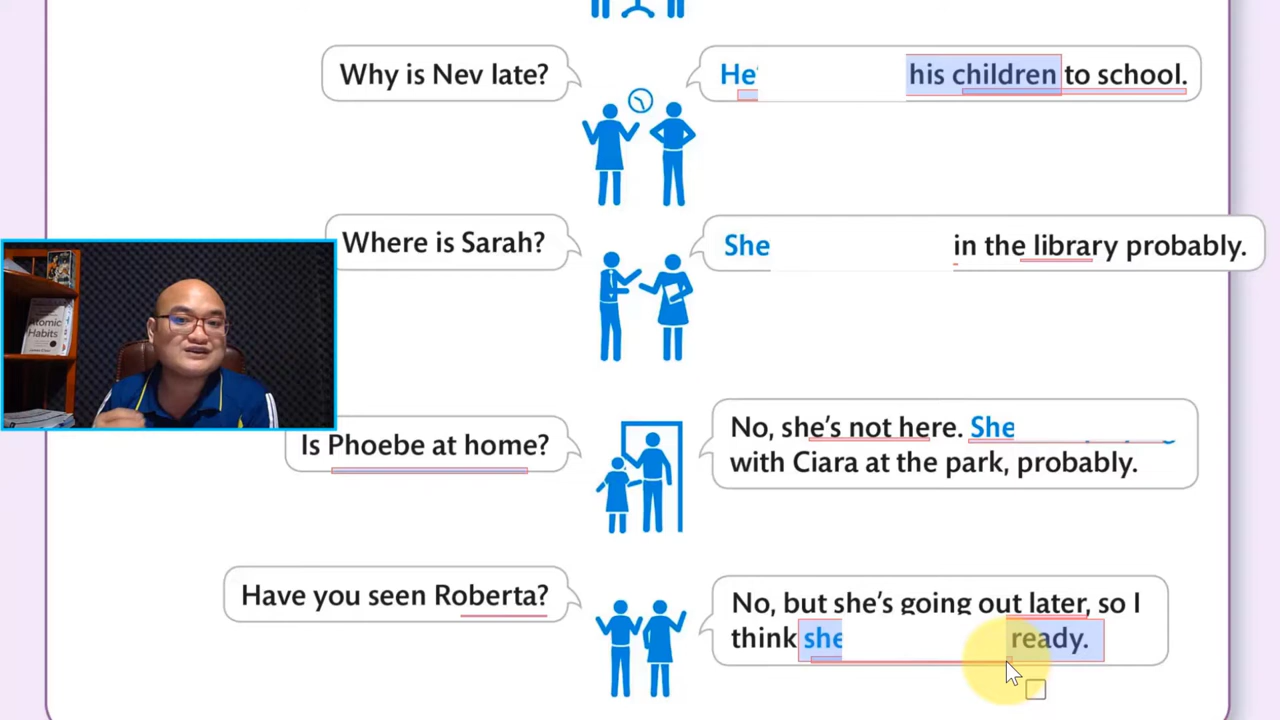 Why is Nev late?
He' his children to school.
Where is Sarah?
She in the library probably.
Atomic
Habits
Is Phoebe at home?
No, she's not here. She
with Ciara at the park, probably.
Have you seen Roberta?
No, but she's going out later, so I
think she ready.